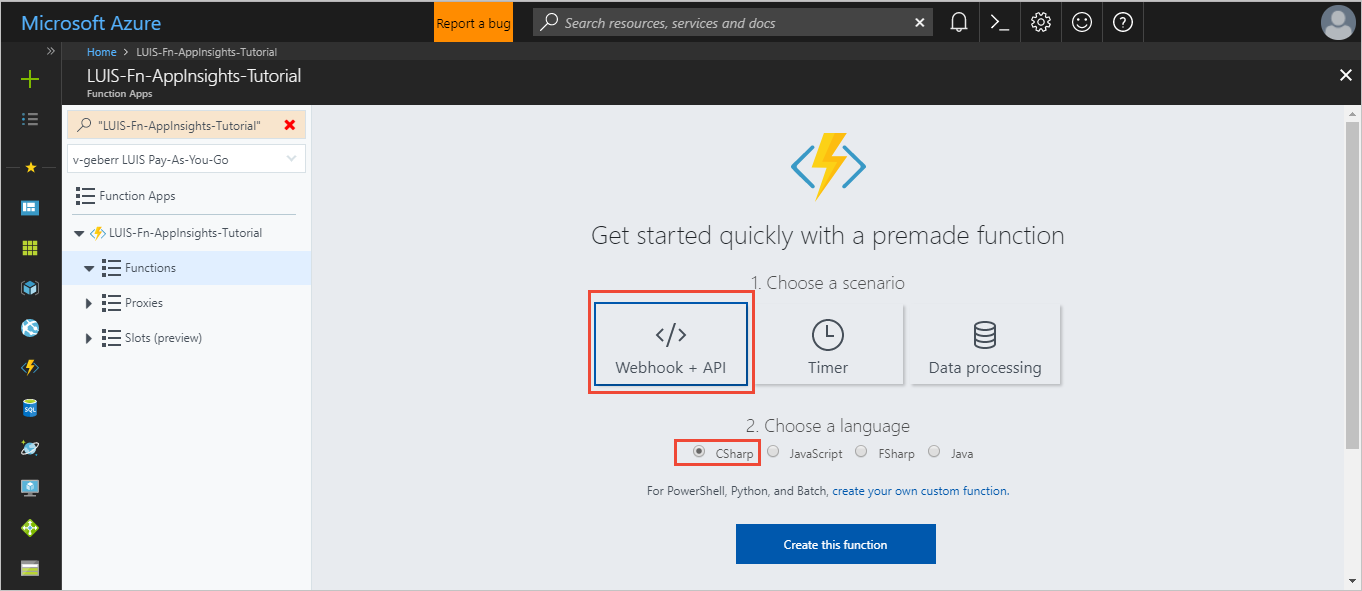 Microsoft Azure
Report a bug
Search resources, services and docs
Home > LUIS-Fn-AppInsights-Tutorial
LUIS-Fn-AppInsights-Tutorial
Function Apps
"LUIS-Fn-AppInsights-Tutorial"
v-geberr LUIS Pay-As-You-Go
Function Apps
LUIS-Fn-AppInsights-Tutorial
Functions
Proxies
Slots (preview)
Get started quickly with a premade function
1. Choose a scenario
</>
Webhook + API
Timer
Data processing
2. Choose a language
CSharp JavaScript FSharp Java
For PowerShell, Python, and Batch, create your own custom function.
Create this function
SQL